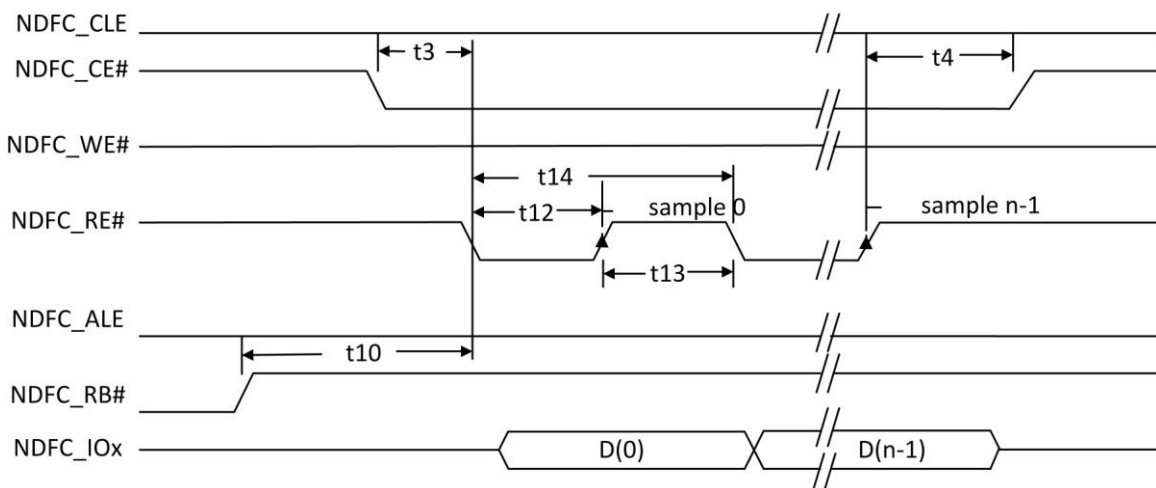 NDFC_CLE
t3
t4
NDFC_CE#
NDFC_WE#
t14
t12
sample 0
sample n-1
NDFC_RE#
t13
NDFC_ALE
t10
NDFC_RB#
NDFC_IOx
D(0)
D(n-1)